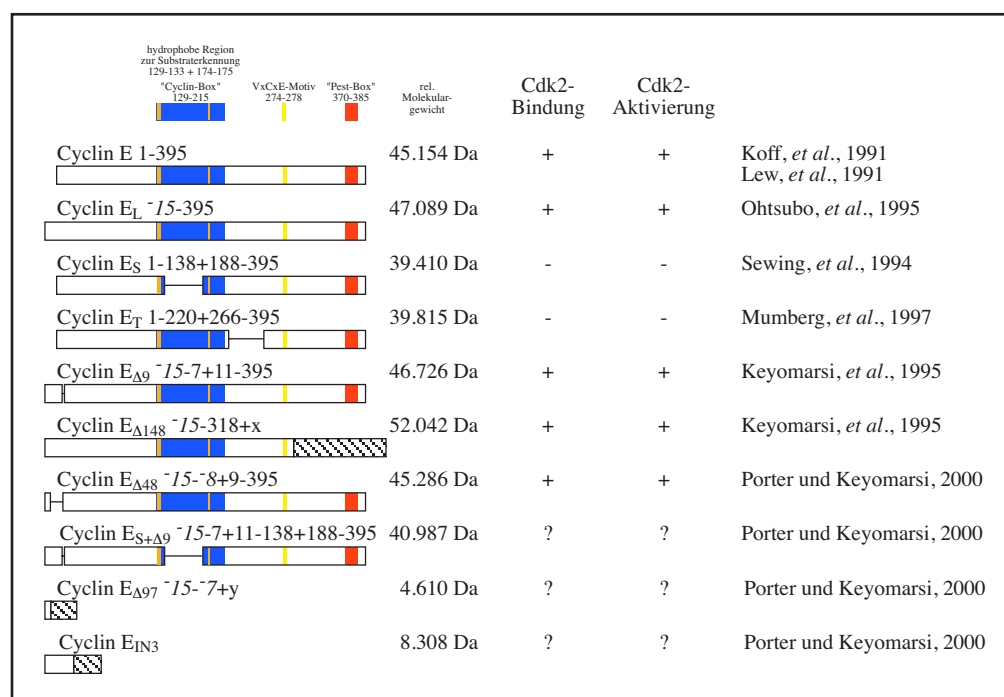 hydrophobe Region
zur Substraterkennung
129-133 + 174-175
"Cyclin-Box"
129-215
VxCxE-Motiv
274-278
"Pest-Box"
370-385
rel.
Molekular-
gewicht
Cdk2-
Bindung
Cdk2-
Aktivierung
Cyclin E 1-395 45.154 Da + + Koff, et al., 1991
Lew, et al., 1991
Cyclin EL -15-395 47.089 Da + + Ohtsubo, et al., 1995
Cyclin ES 1-138+188-395 39.410 Da - - Sewing, et al., 1994
Cyclin ET 1-220+266-395 39.815 Da - - Mumberg, et al., 1997
Cyclin EΔ9 -15-7+11-395 46.726 Da + + Keyomarsi, et al., 1995
Cyclin EΔ148 -15-318+x 52.042 Da + + Keyomarsi, et al., 1995
Cyclin EΔ48 -15--8+9-395 45.286 Da + + Porter und Keyomarsi, 2000
Cyclin ES+Δ9 -15-7+11-138+188-395 40.987 Da ? ? Porter und Keyomarsi, 2000
Cyclin EΔ97 -15--7+y 4.610 Da ? ? Porter und Keyomarsi, 2000
Cyclin EIN3 8.308 Da ? ? Porter und Keyomarsi, 2000